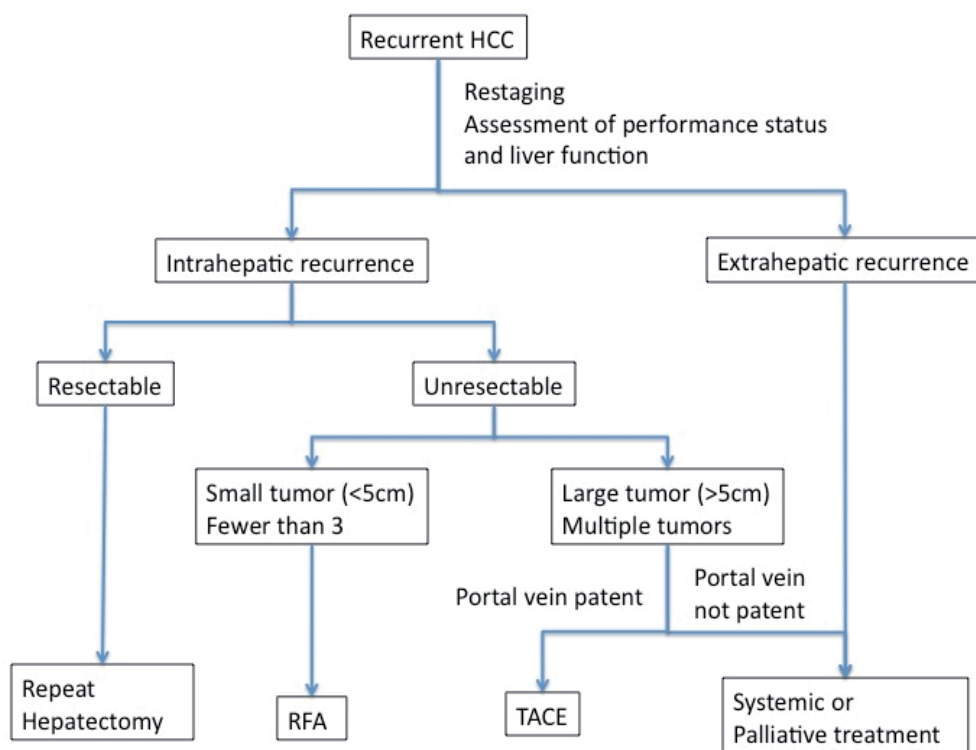 Recurrent HCC
Restaging
Assessment of performance status
and liver function
Intrahepatic recurrence
Extrahepatic recurrence
Resectable
Unresectable
Small tumor (<5cm)
Fewer than 3
Large tumor (>5cm)
Multiple tumors
Portal vein patent
Portal vein
not patent
Repeat
Hepatectomy
RFA
TACE
Systemic or
Palliative treatment